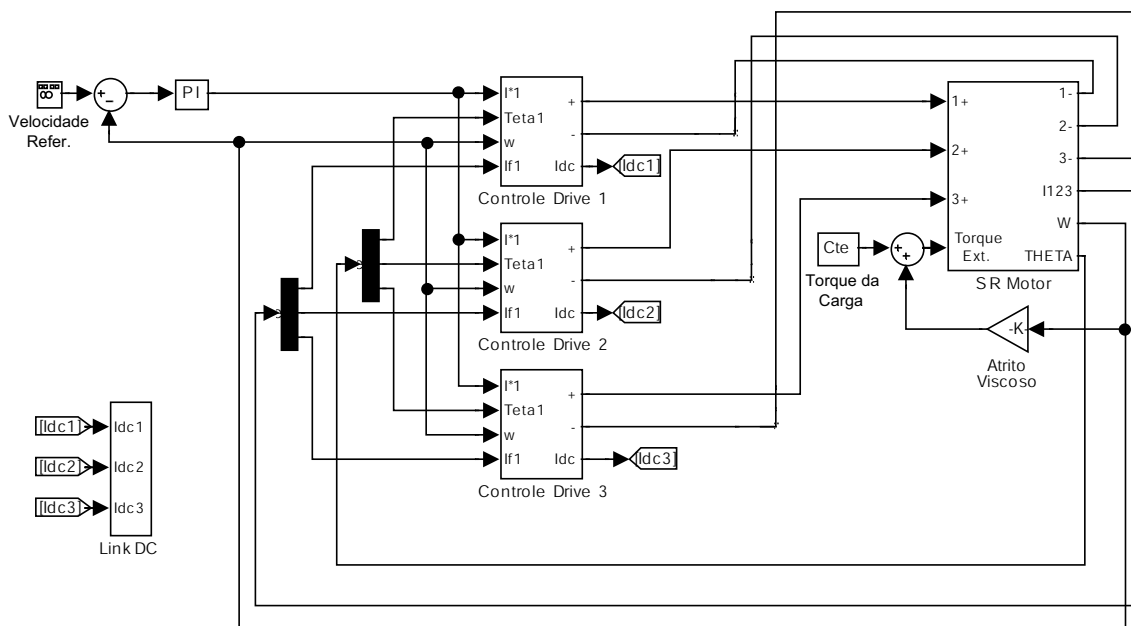 Velocidade
Refer.
+
−
PI
I*1
Teta1
w
If1
+
-
Idc
[Idc1]
Controle Drive 1
I*1
Teta1
w
If1
+
-
Idc
[Idc2]
Controle Drive 2
I*1
Teta1
w
If1
+
-
Idc
[Idc3]
Controle Drive 3
1+
2+
3+
Torque
Ext.
1-
2-
3-
I123
W
THETA
SR Motor
Cte
Torque da
Carga
+
+
-K-
Atrito
Viscoso
[Idc1]
[Idc2]
[Idc3]
Idc1
Idc2
Idc3
Link DC